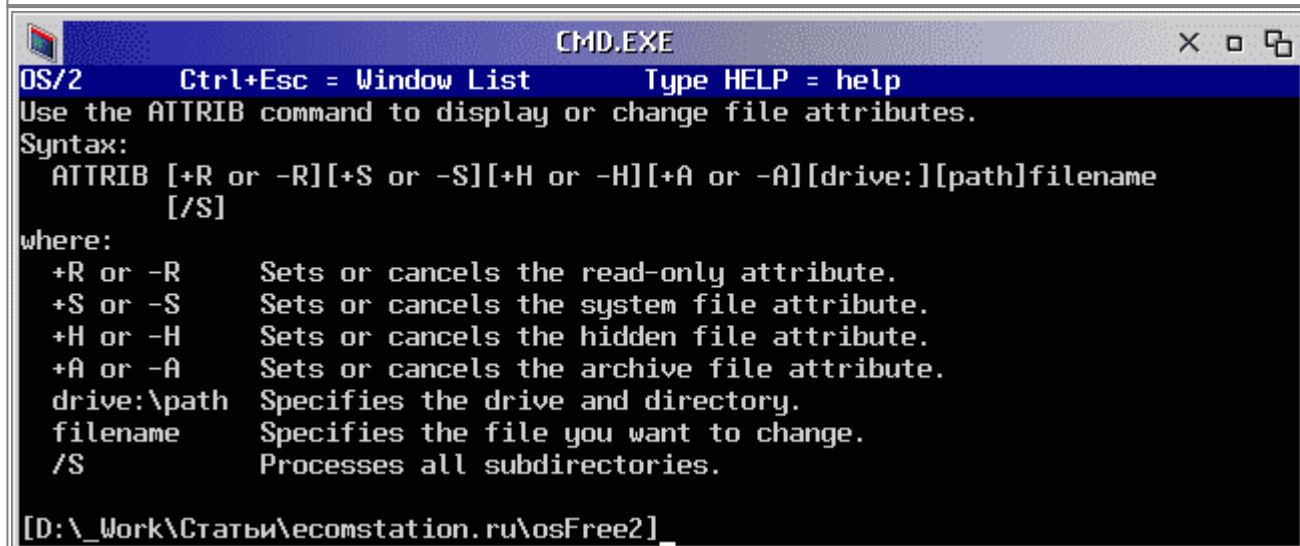 CMD.EXE
OS/2 Ctrl+Esc = Window List Type HELP = help
Use the ATTRIB command to display or change file attributes.
Syntax:
ATTRIB [+R or -R][+S or -S][+H or -H][+A or -A][drive:][path]filename
[/S]
where:
+R or -R Sets or cancels the read-only attribute.
+S or -S Sets or cancels the system file attribute.
+H or -H Sets or cancels the hidden file attribute.
+A or -A Sets or cancels the archive file attribute.
drive:\path Specifies the drive and directory.
filename Specifies the file you want to change.
/S Processes all subdirectories.
[D:\_Work\Статьи\ecomstation.ru\osFree2]_